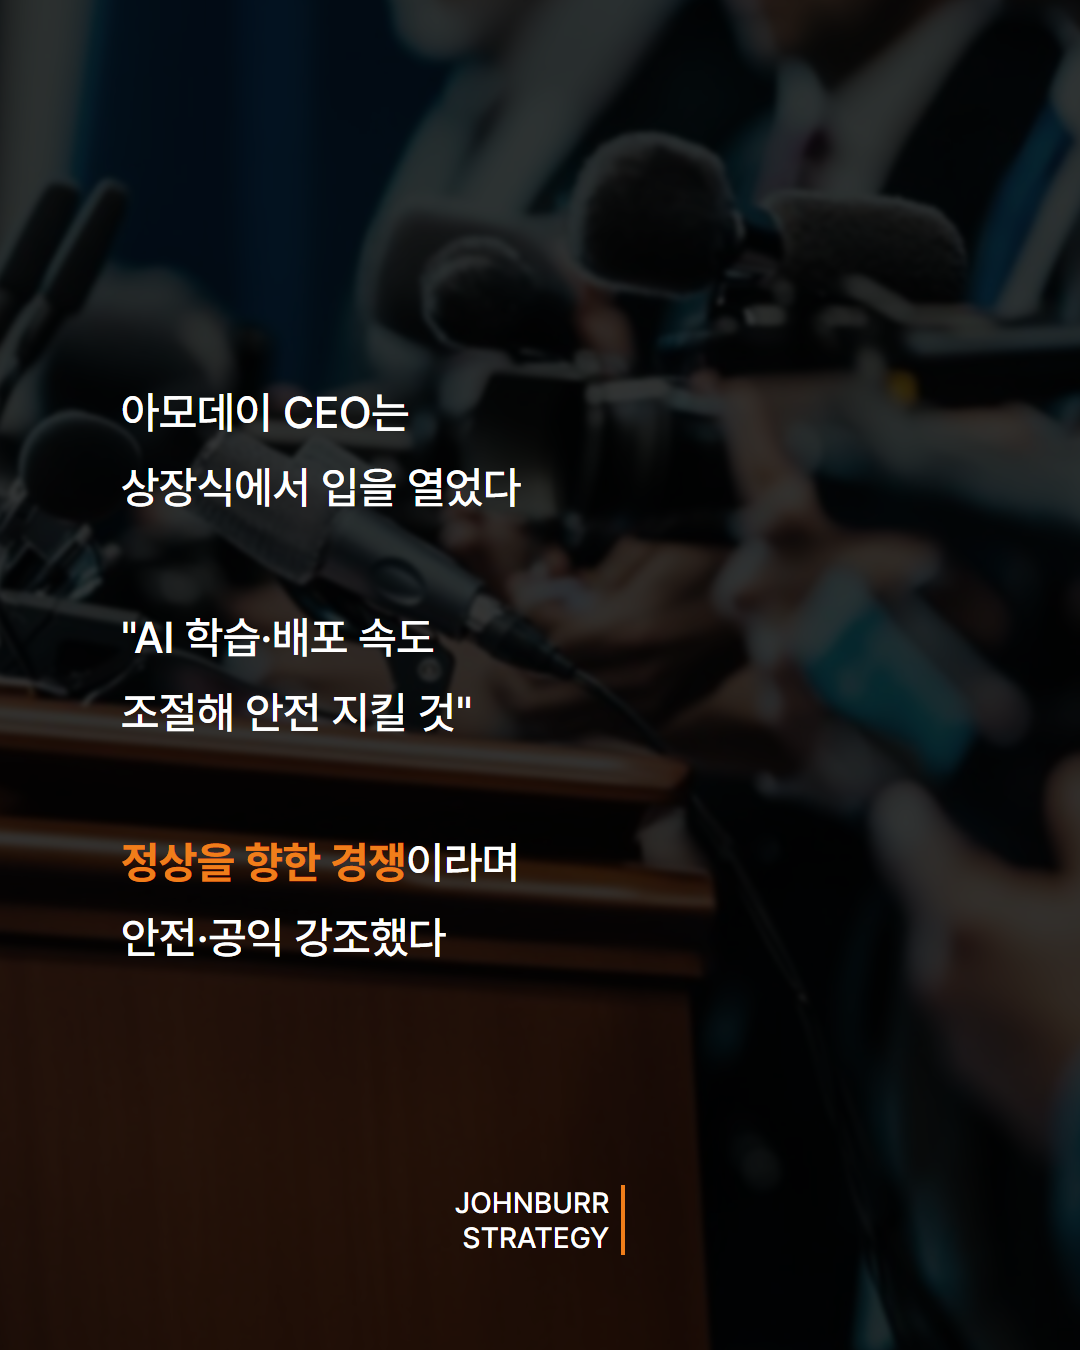 아모데이 CEO는
상장식에서 입을 열었다
"AI 학습·배포 속도
조절해 안전 지킬 것"
정상을 향한 경쟁이라며
안전·공익 강조했다
JOHNBURR
STRATEGY